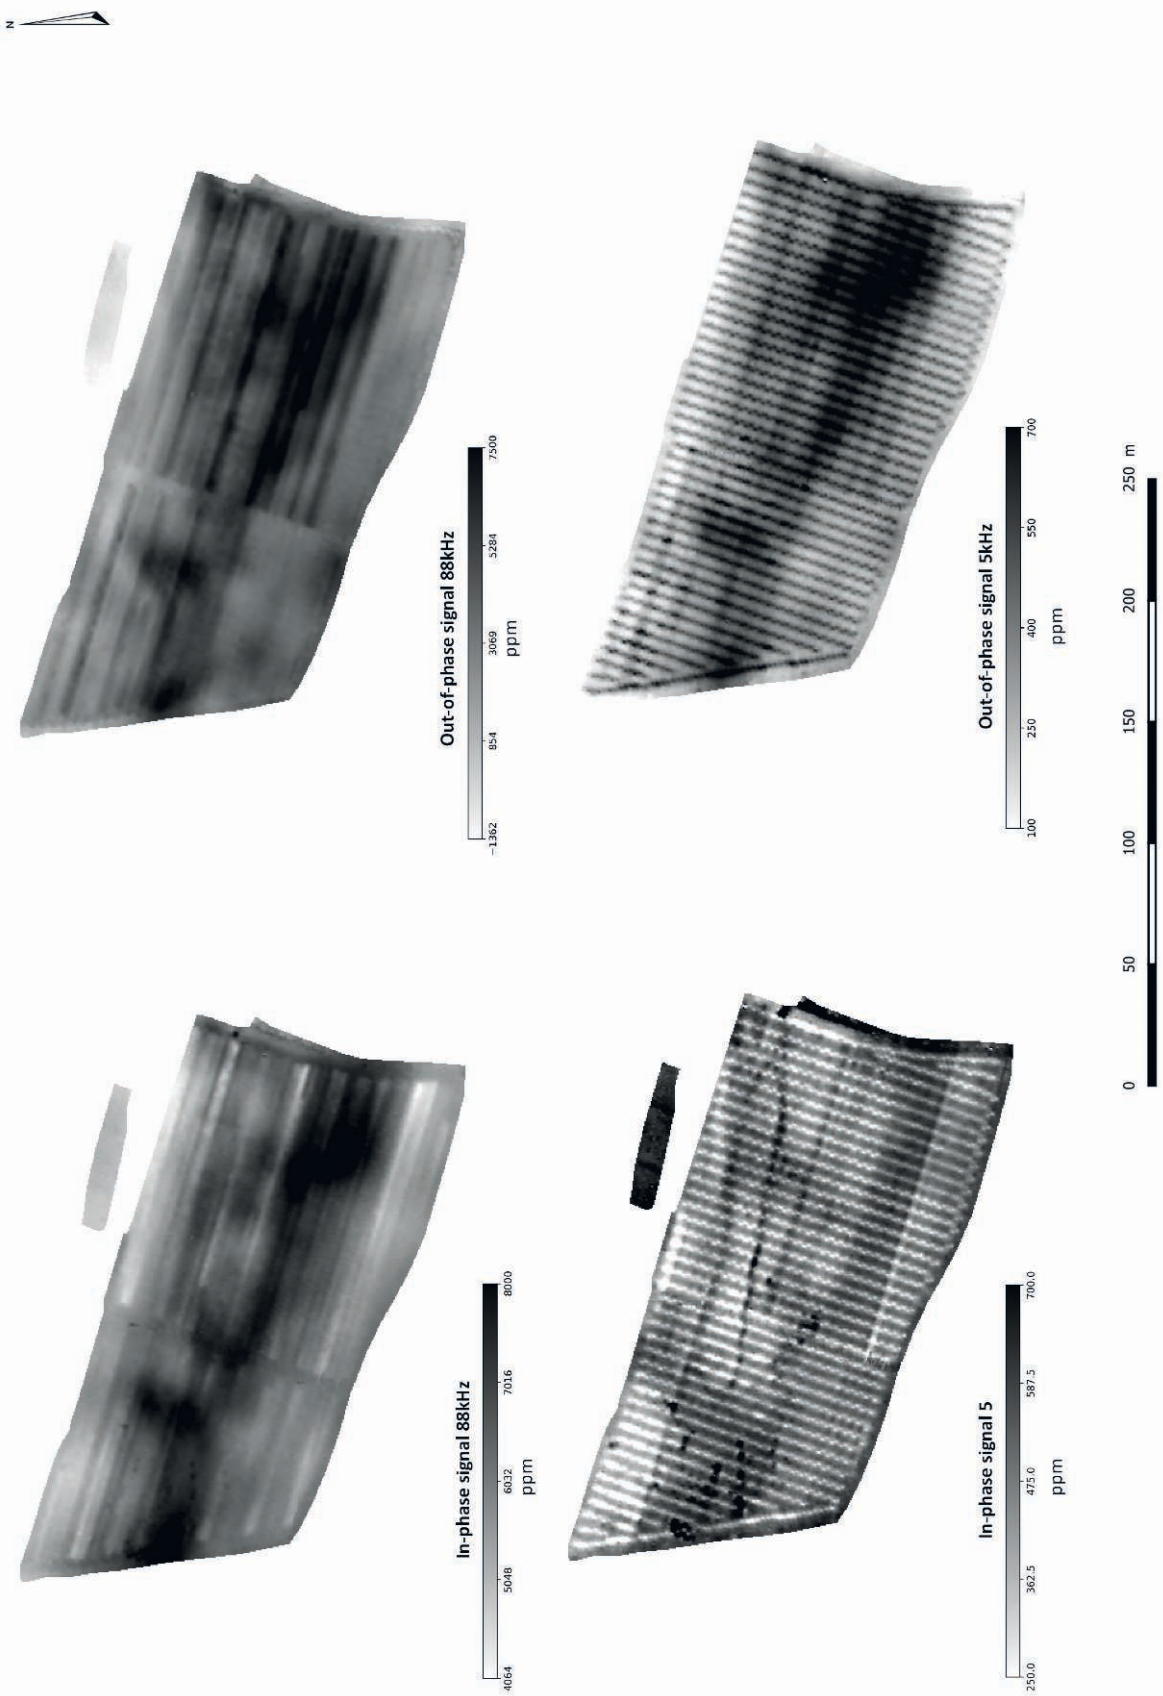 N
In-phase signal 88kHz
4064 5048 6032 7016 8000
ppm
Out-of-phase signal 88kHz
−1362 854 3069 5284 7500
ppm
In-phase signal 5
250.0 362.5 475.0 587.5 700.0
ppm
Out-of-phase signal 5kHz
100 250 400 550 700
ppm
0 50 100 150 200 250 m